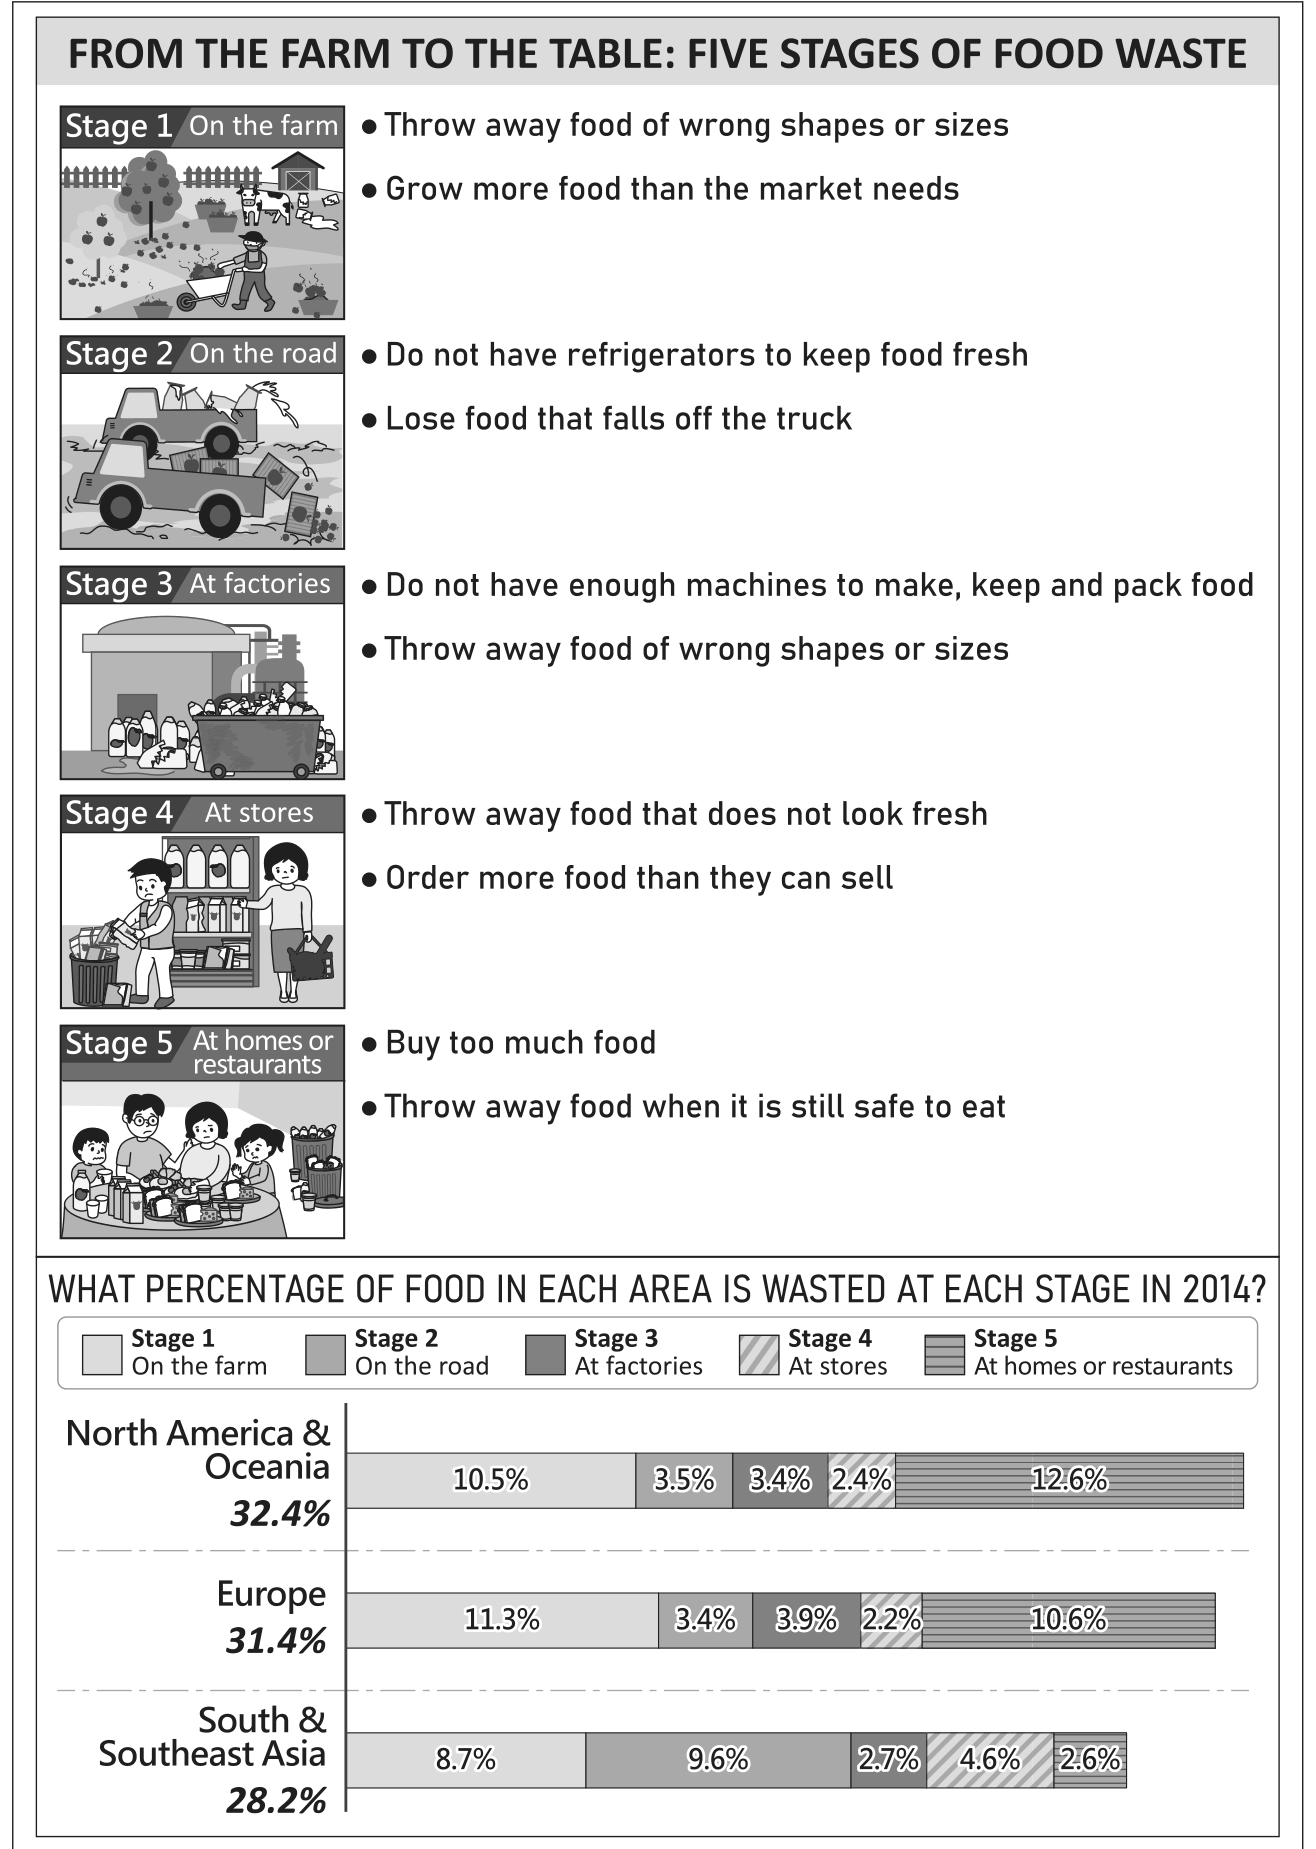 FROM THE FARM TO THE TABLE: FIVE STAGES OF FOOD WASTE
Stage 1 On the farm
● Throw away food of wrong shapes or sizes
● Grow more food than the market needs
Stage 2 On the road
● Do not have refrigerators to keep food fresh
● Lose food that falls off the truck
Stage 3 At factories
● Do not have enough machines to make, keep and pack food
● Throw away food of wrong shapes or sizes
Stage 4 At stores
● Throw away food that does not look fresh
● Order more food than they can sell
Stage 5 At homes or
restaurants
● Buy too much food
● Throw away food when it is still safe to eat
WHAT PERCENTAGE OF FOOD IN EACH AREA IS WASTED AT EACH STAGE IN 2014?
Stage 1
On the farm
Stage 2
On the road
Stage 3
At factories
Stage 4
At stores
Stage 5
At homes or restaurants
North America &
Oceania
32.4%
10.5% 3.5% 3.4% 2.4% 12.6%
Europe
31.4%
11.3% 3.4% 3.9% 2.2% 10.6%
South &
Southeast Asia
28.2%
8.7% 9.6% 2.7% 4.6% 2.6%